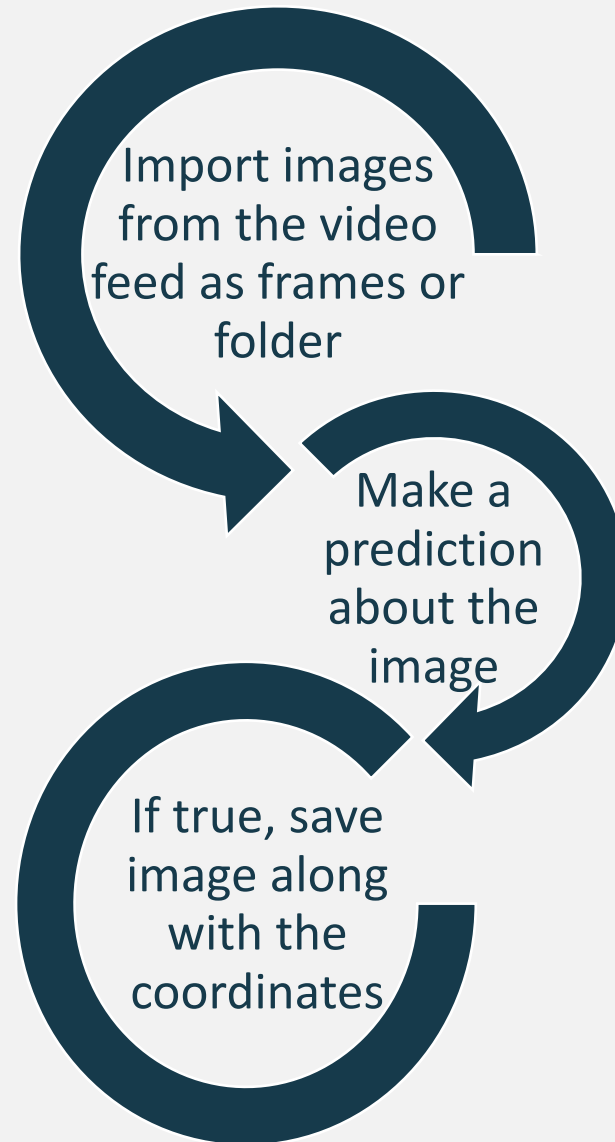 Import images
from the video
feed as frames or
folder
Make a
prediction
about the
image
If true, save
image along
with the
coordinates